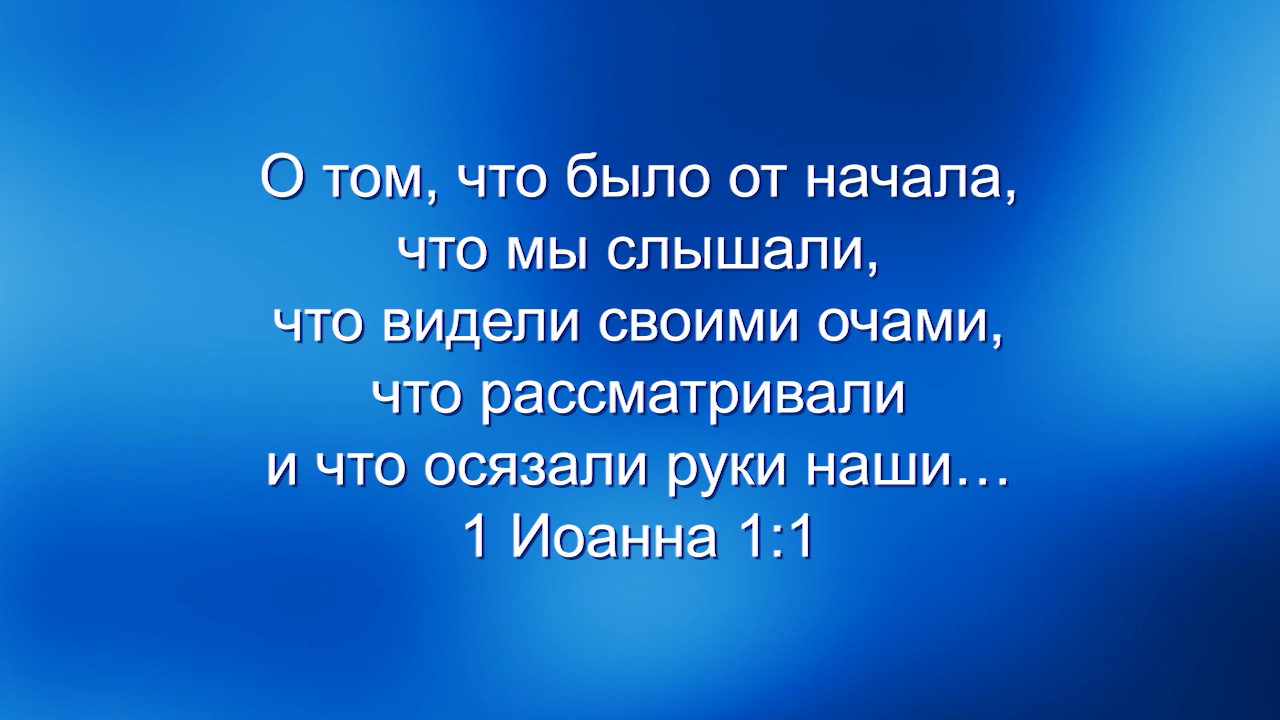 О том, что было от начала,
что мы слышали,
что видели своими очами,
что рассматривали
и что осязали руки наши…
1 Иоанна 1:1